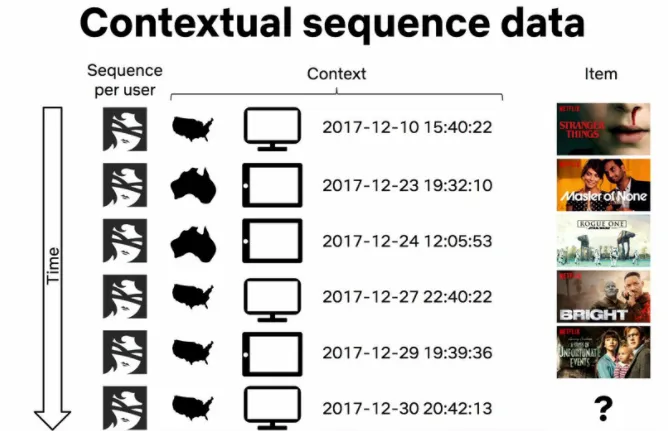 Contextual sequence data
Sequence
per user
Context
Item
Time
2017-12-10 15:40:22
NETFLIX
STRANGER
THINGS
2017-12-23 19:32:10
Master of None
2017-12-24 12:05:53
ROGUE ONE
STAR WARS
2017-12-27 22:40:22
NETFLIX
BRIGHT
2017-12-29 19:39:36
NETFLIX
UNFORTUNATE
EVENTS
2017-12-30 20:42:13
?